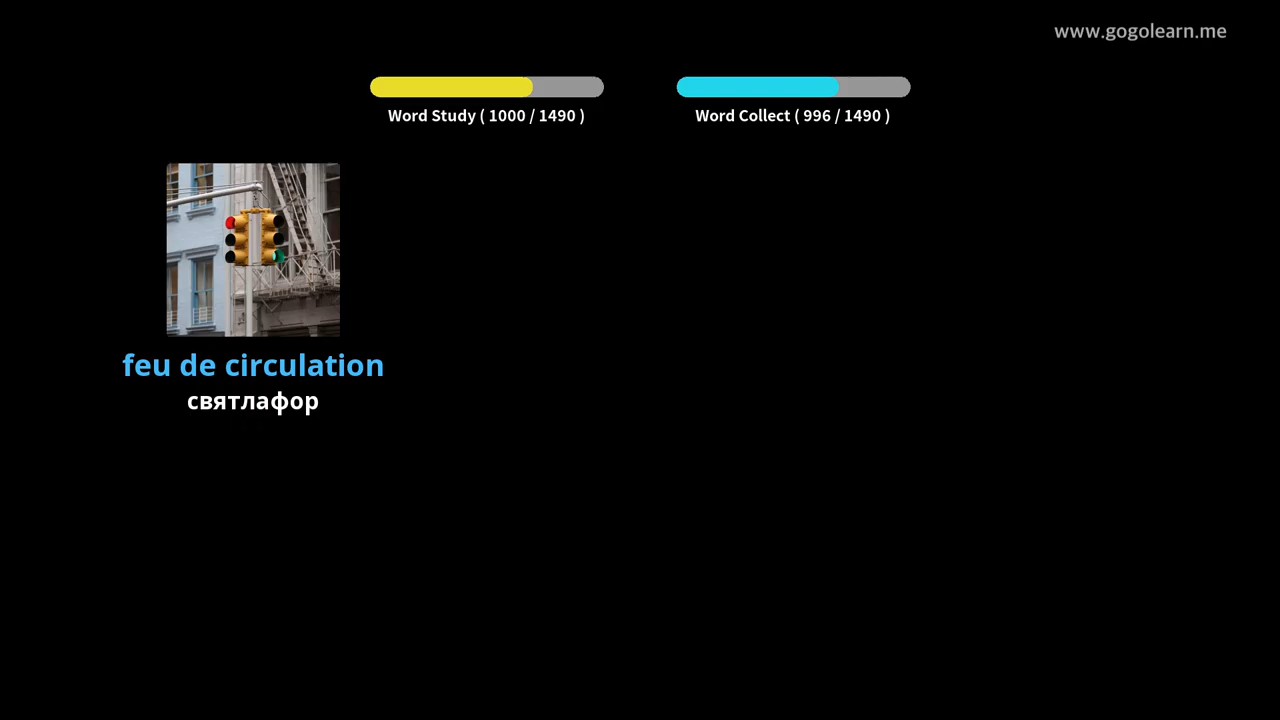 www.gogolearn.me
Word Study ( 1000 / 1490 )
Word Collect ( 996 / 1490 )
feu de circulation
святлафор